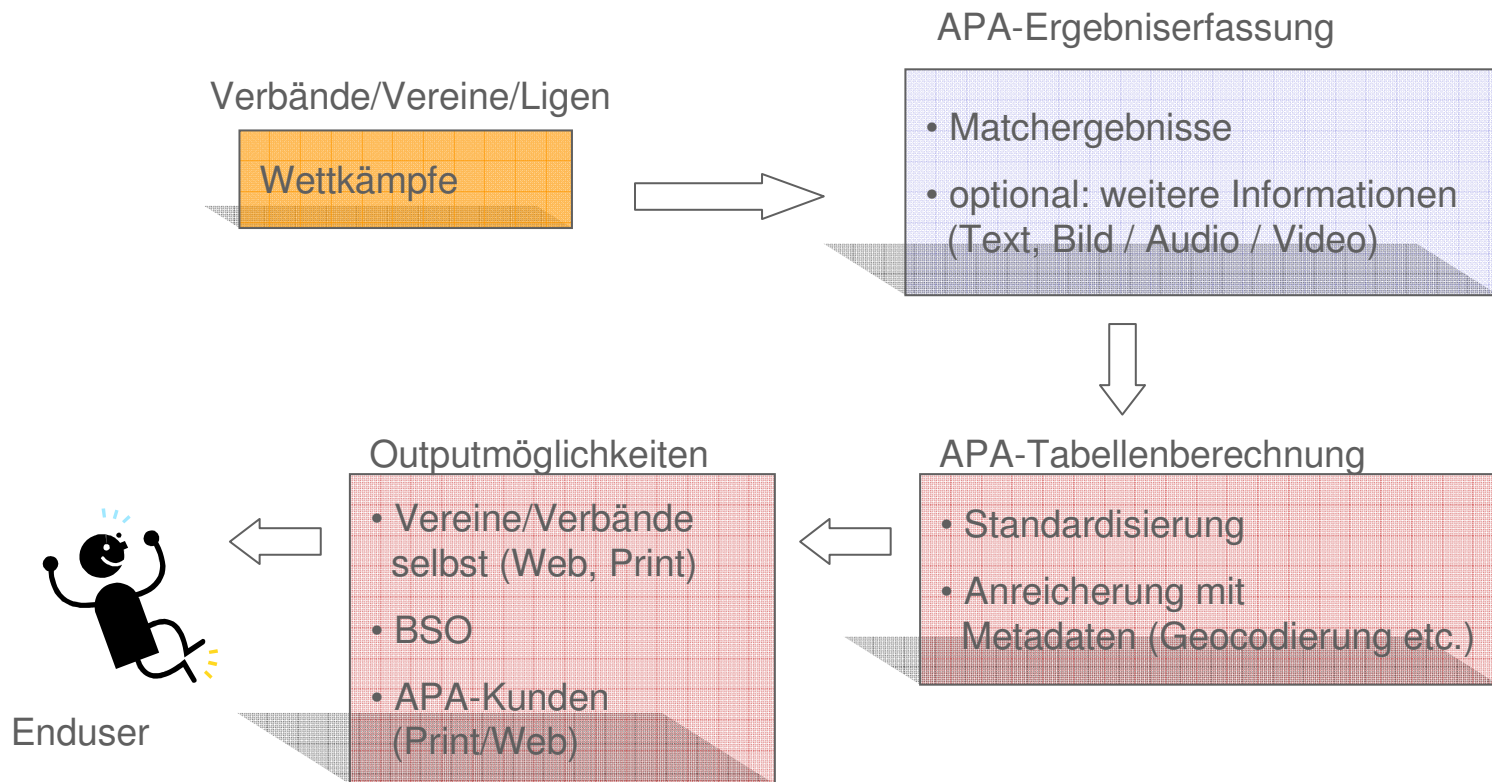 Verbände/Vereine/Ligen
Wettkämpfe
APA-Ergebniserfassung
• Matchergebnisse
• optional: weitere Informationen
(Text, Bild / Audio / Video)
APA-Tabellenberechnung
• Standardisierung
• Anreicherung mit
Metadaten (Geocodierung etc.)
Outputmöglichkeiten
• Vereine/Verbände
selbst (Web, Print)
• BSO
• APA-Kunden
(Print/Web)
Enduser